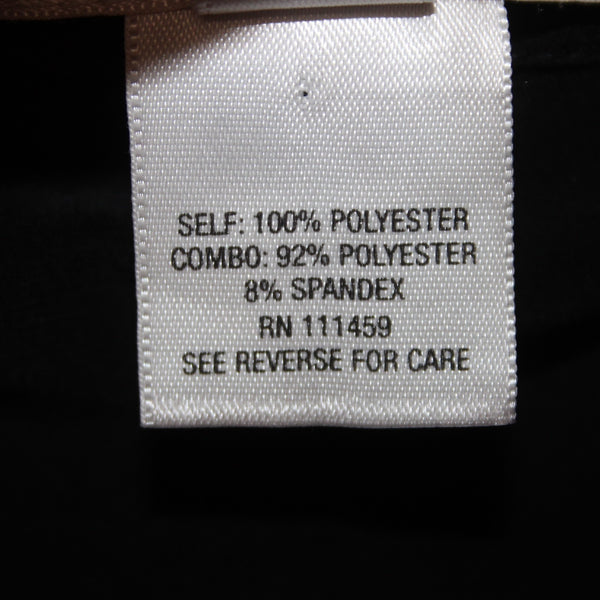 SELF: 100% POLYESTER
COMBO: 92% POLYESTER
8% SPANDEX
RN 111459
SEE REVERSE FOR CARE